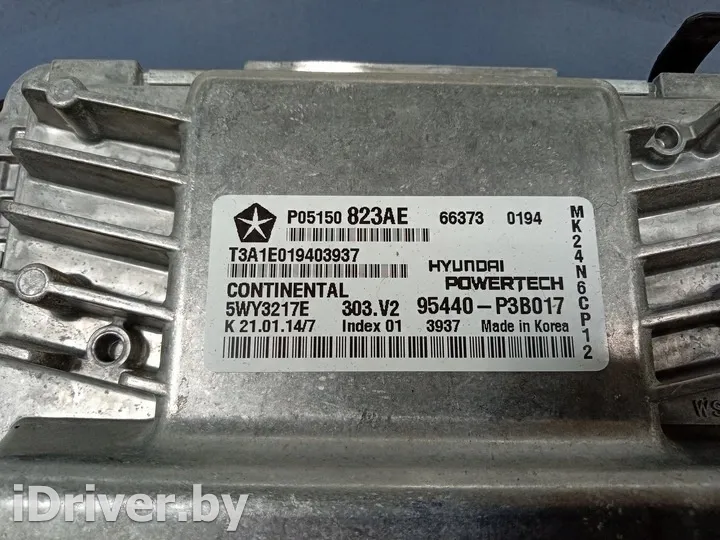 P05150 823AE 66373 0194
T3A1E019403937
HYUNDAI
POWERTECH
CONTINENTAL
5WY3217E 303.V2 95440-P3B017
K 21.01.14/7 Index 01 3937 Made in Korea
MK24N6CP12
WS
iDriver.by